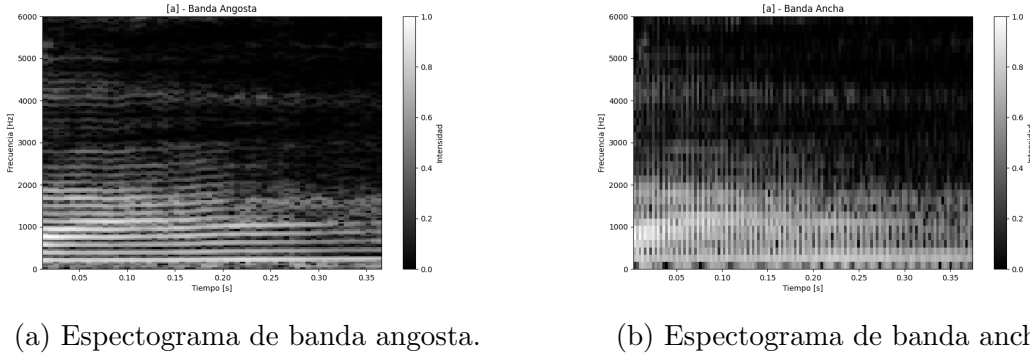 [a] - Banda Angosta
6000
5000
4000
3000
2000
1000
0
Frecuencia [Hz]
0.05 0.10 0.15 0.20 0.25 0.30 0.35
Tiempo [s]
1.0
0.8
0.6
0.4
0.2
0.0
Intensidad
[a] - Banda Ancha
6000
5000
4000
3000
2000
1000
0
Frecuencia [Hz]
0.05 0.10 0.15 0.20 0.25 0.30 0.35
Tiempo [s]
1.0
0.8
0.6
0.4
0.2
0.0
Intensidad
(a) Espectograma de banda angosta.
(b) Espectograma de banda anch